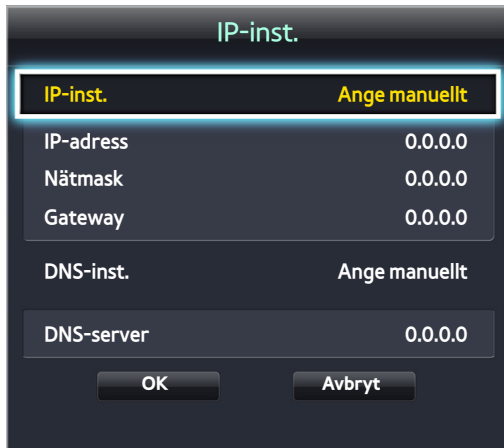 IP-inst.
IP-inst. Ange manuellt
IP-adress 0.0.0.0
Nätmask 0.0.0.0
Gateway 0.0.0.0
DNS-inst. Ange manuellt
DNS-server 0.0.0.0
OK Avbryt